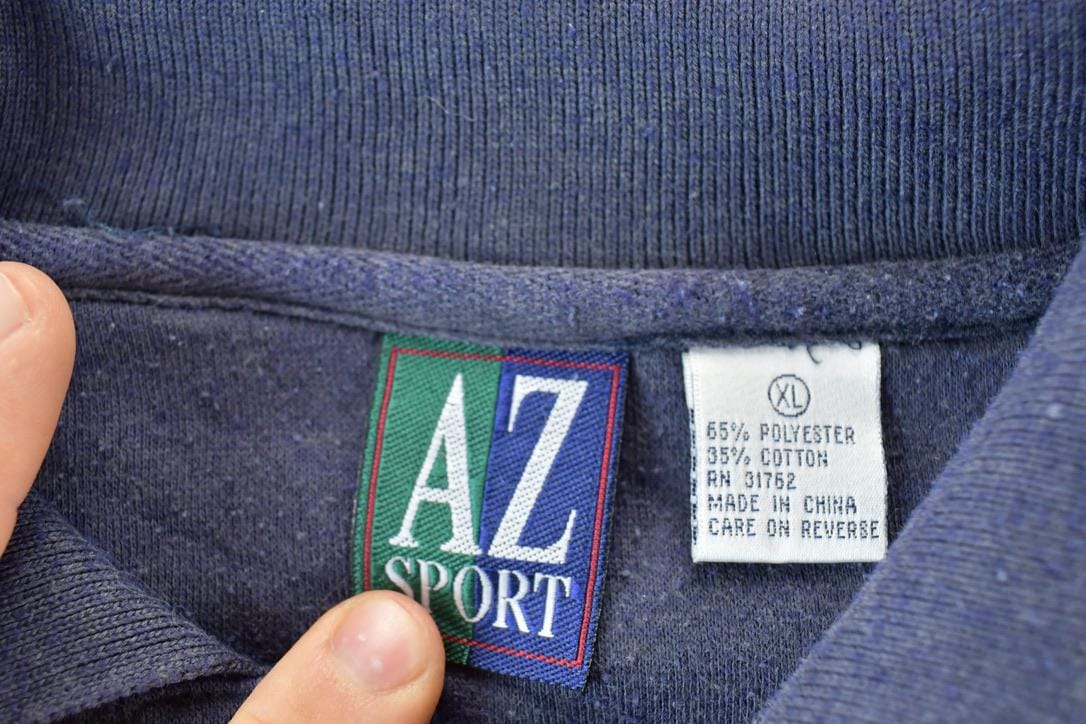 AZ
SPORT
XL
65% POLYESTER
35% COTTON
RN 31762
MADE IN CHINA
CARE ON REVERSE